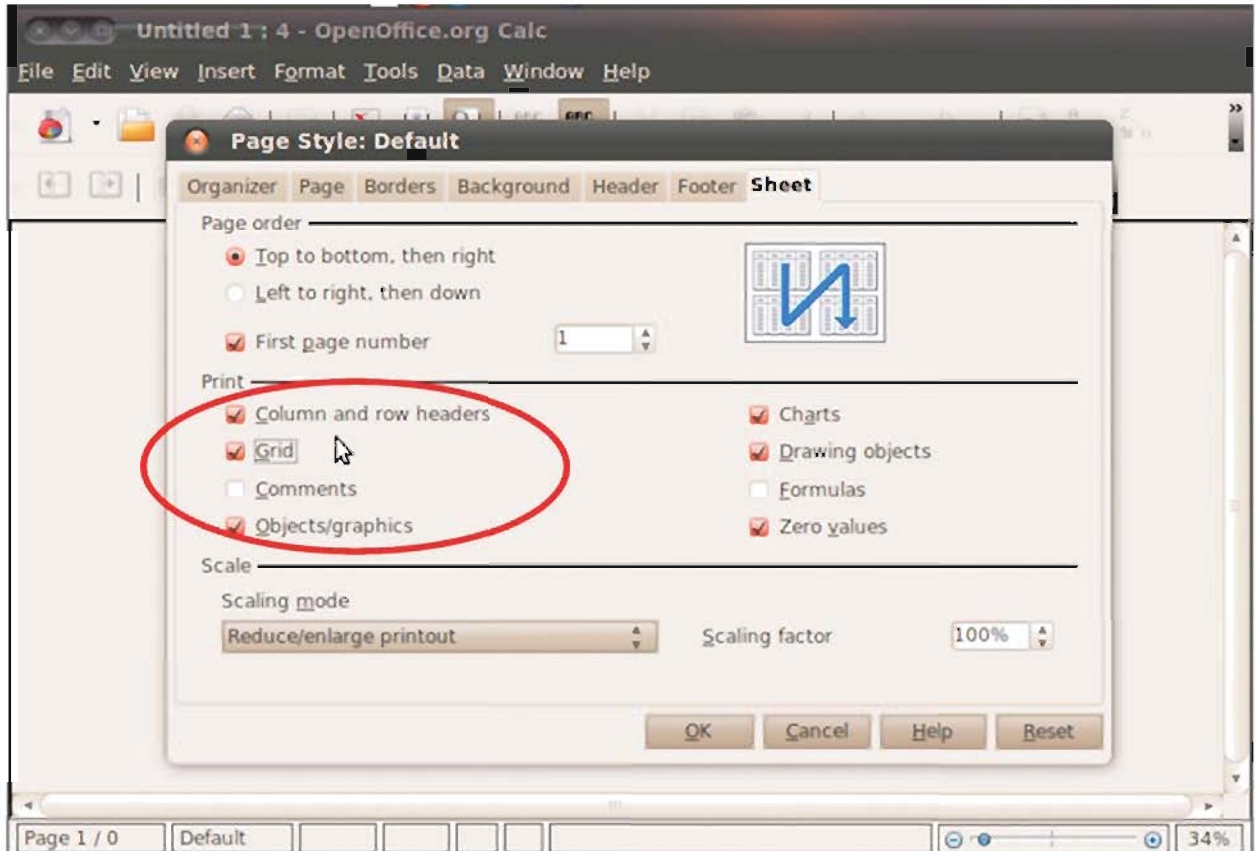 Untitled 1 : 4 - OpenOffice.org Calc
File Edit View Insert Format Tools Data Window Help
Page Style: Default
Organizer Page Borders Background Header Footer Sheet
Page order
Top to bottom, then right
Left to right, then down
First page number 1
Print
Column and row headers Charts
Grid Drawing objects
Comments Formulas
Objects/graphics Zero values
Scale
Scaling mode
Reduce/enlarge printout Scaling factor 100%
OK Cancel Help Reset
Page 1 / 0 Default 34%